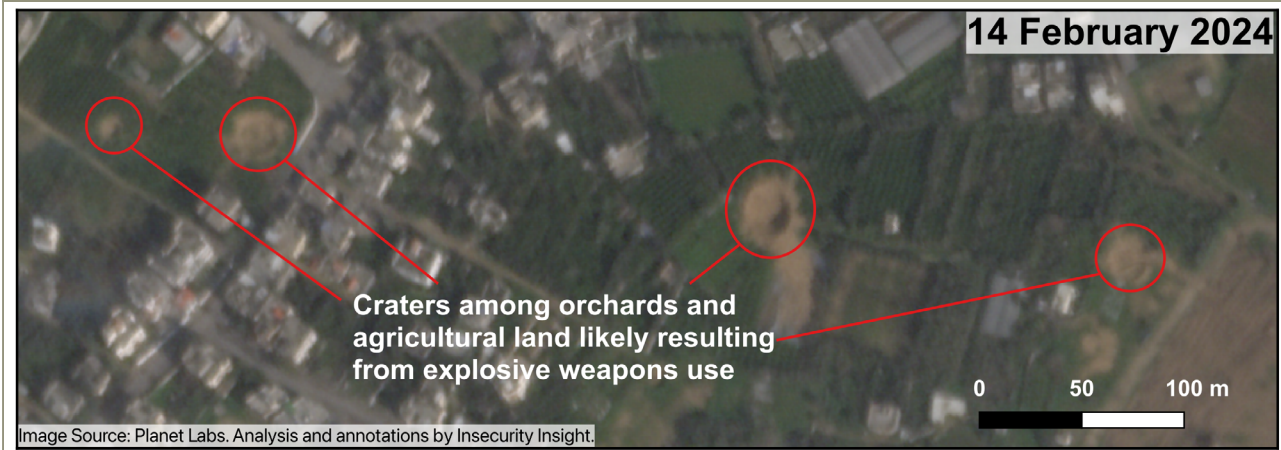 14 February 2024
Craters among orchards and
agricultural land likely resulting
from explosive weapons use
0 50 100 m
Image Source: Planet Labs. Analysis and annotations by Insecurity Insight.